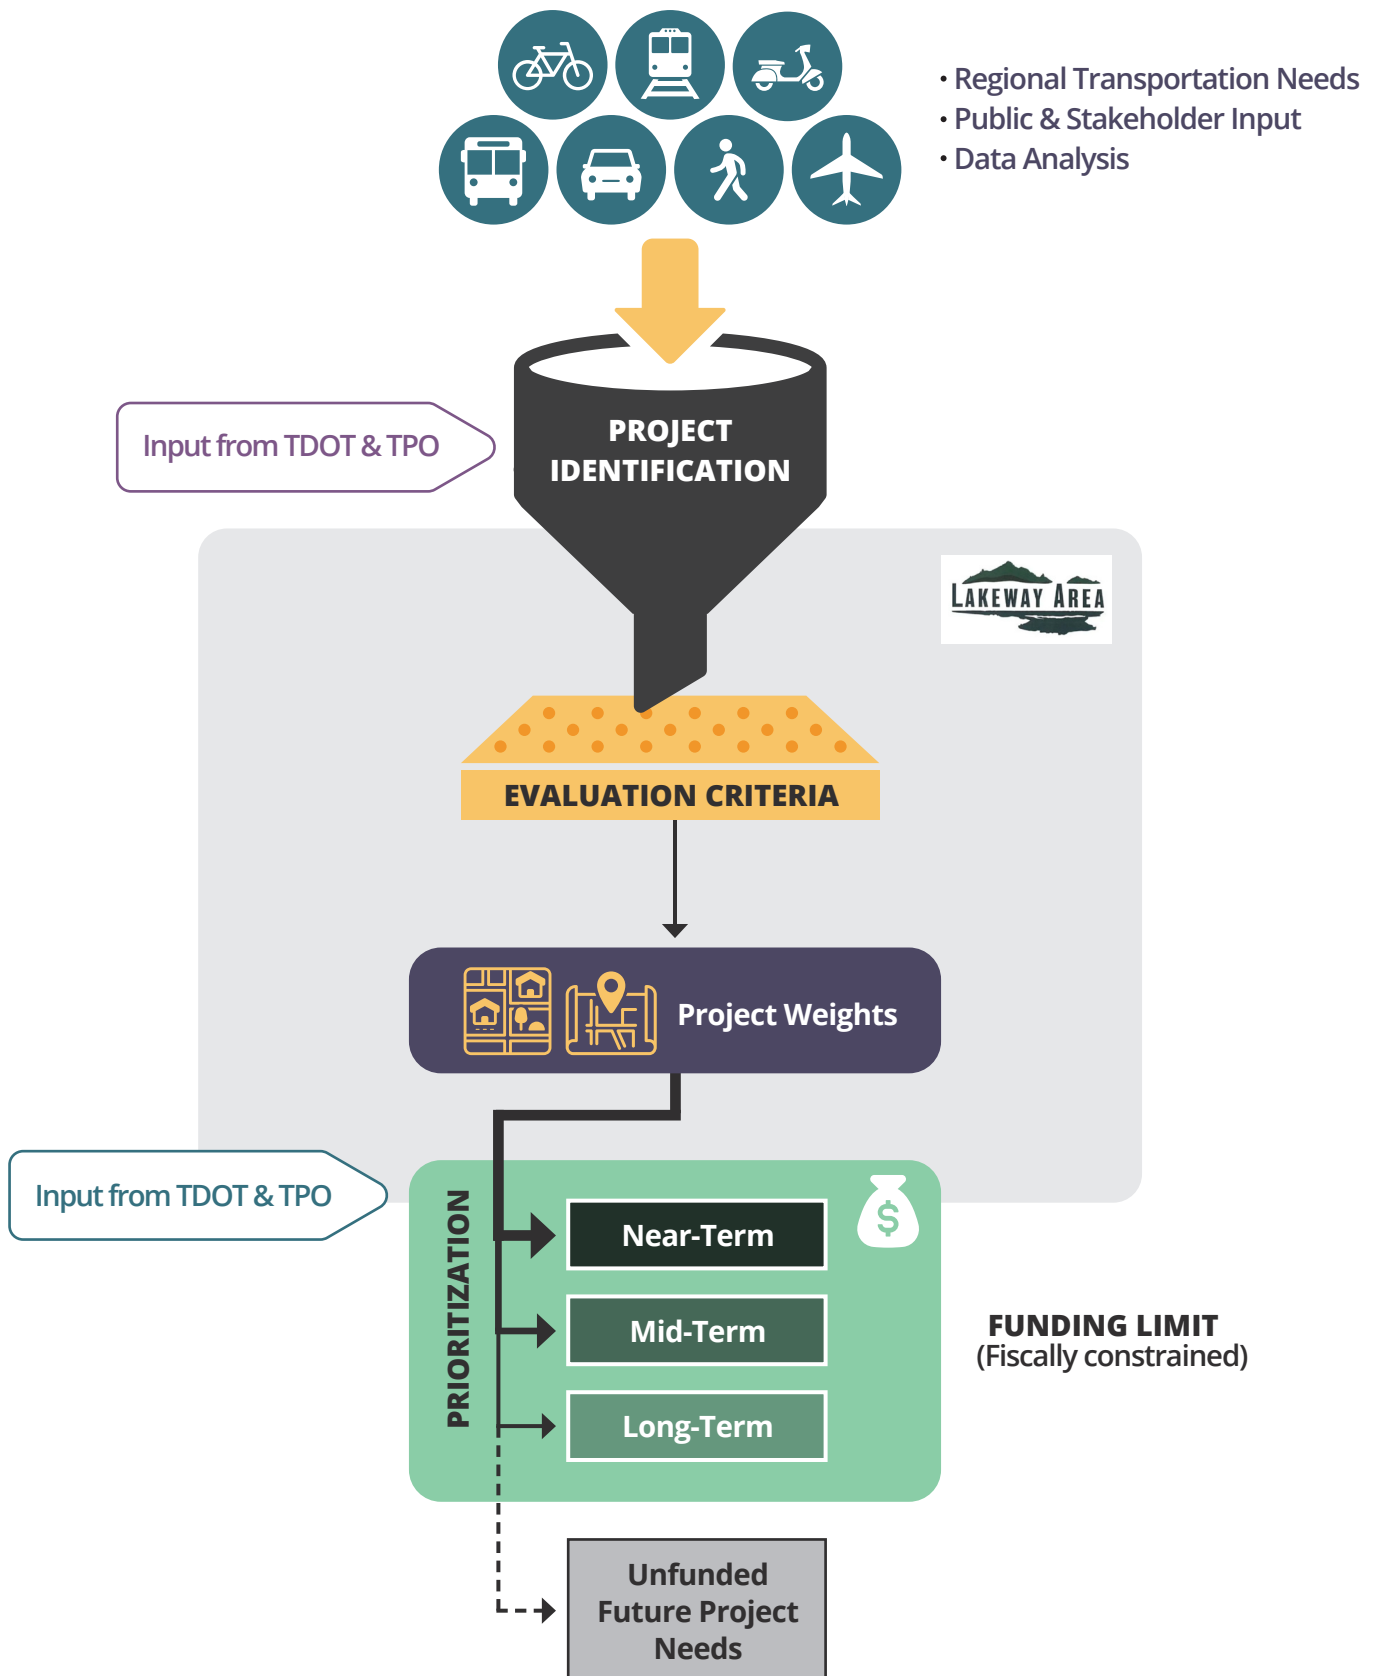 · Regional Transportation Needs
· Public & Stakeholder Input
· Data Analysis
Input from TDOT & TPO
PROJECT
IDENTIFICATION
LAKEWAY AREA
EVALUATION CRITERIA
Project Weights
Input from TDOT & TPO
PRIORITIZATION
$
Near-Term
Mid-Term
Long-Term
FUNDING LIMIT
(Fiscally constrained)
Unfunded
Future Project
Needs